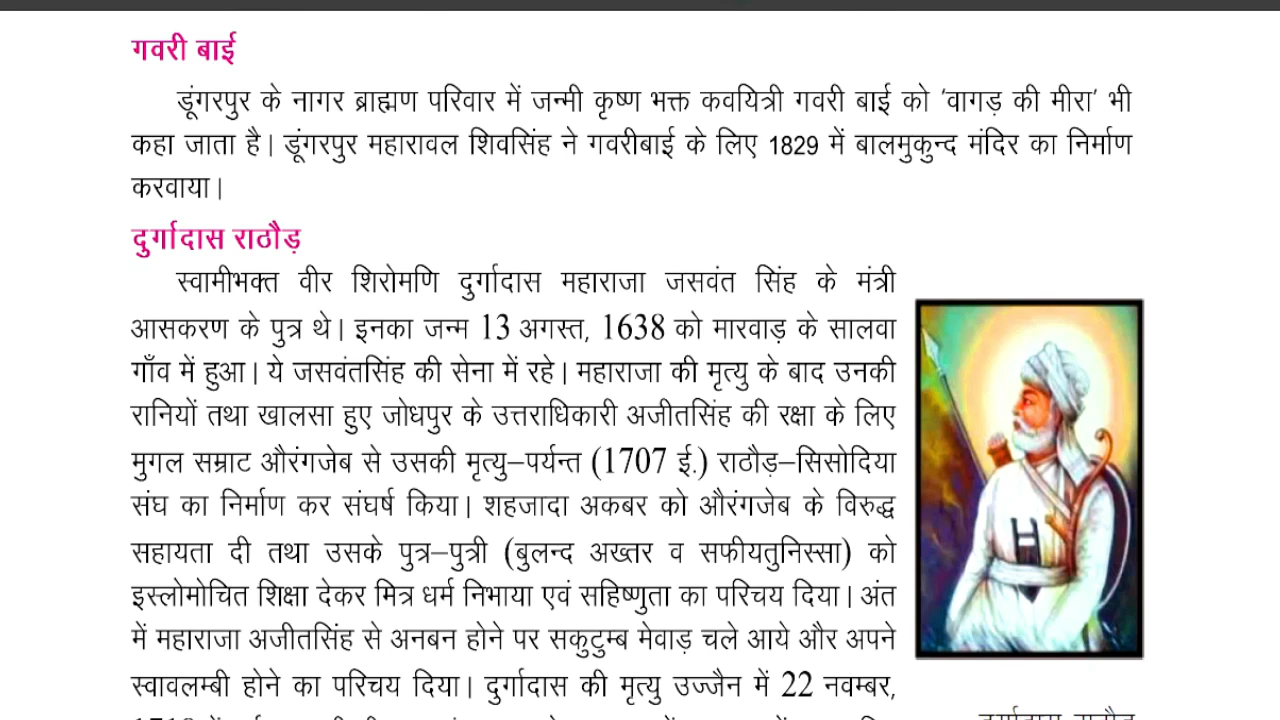 गवरी बाई
डूंगरपुर के नागर ब्राह्मण परिवार में जन्मी कृष्ण भक्त कवयित्री गवरी बाई को 'वागड़ की मीरा' भी
कहा जाता है। डूंगरपुर महारावल शिवसिंह ने गवरीबाई के लिए 1829 में बालमुकुन्द मंदिर का निर्माण
करवाया।
दुर्गादास राठौड़
स्वामीभक्त वीर शिरोमणि दुर्गादास महाराजा जसवंत सिंह के मंत्री
आसकरण के पुत्र थे। इनका जन्म 13 अगस्त, 1638 को मारवाड़ के सालवा
गाँव में हुआ। ये जसवंतसिंह की सेना में रहे। महाराजा की मृत्यु के बाद उनकी
रानियों तथा खालसा हुए जोधपुर के उत्तराधिकारी अजीतसिंह की रक्षा के लिए
मुगल सम्राट औरंगजेब से उसकी मृत्यु–पर्यन्त (1707 ई.) राठौड़–सिसोदिया
संघ का निर्माण कर संघर्ष किया। शहजादा अकबर को औरंगजेब के विरुद्ध
सहायता दी तथा उसके पुत्र–पुत्री (बुलन्द अख्तर व सफीयतुनिस्सा) को
इस्लोमोचित शिक्षा देकर मित्र धर्म निभाया एवं सहिष्णुता का परिचय दिया। अंत
में महाराजा अजीतसिंह से अनबन होने पर सकुटुम्ब मेवाड़ चले आये और अपने
स्वावलम्बी होने का परिचय दिया। दुर्गादास की मृत्यु उज्जैन में 22 नवम्बर,